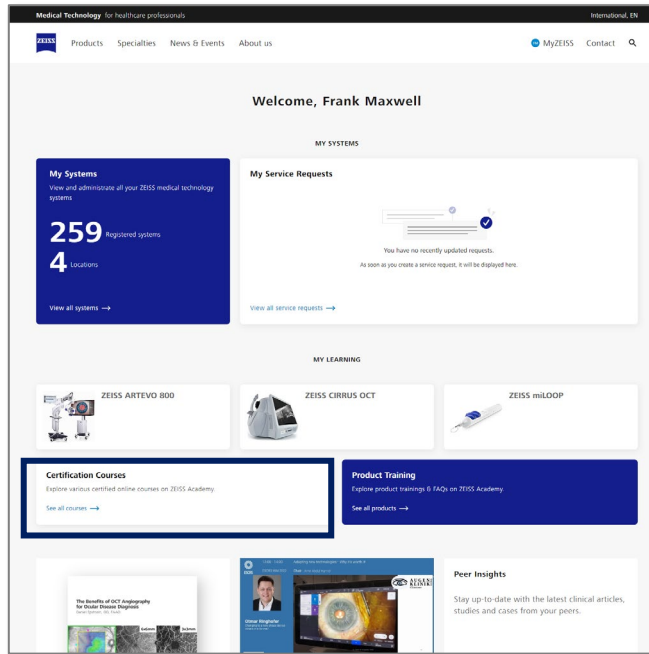 Medical Technology for healthcare professionals
International, EN
ZEISS
Products Specialties News & Events About us
MyZEISS Contact
Welcome, Frank Maxwell
MY SYSTEMS
My Systems
View and administrate all your ZEISS medical technology
systems
259 Registered systems
4 Locations
View all systems →
My Service Requests
You have no recently updated requests.
As soon as you create a service request, it will be displayed here.
View all service requests →
MY LEARNING
ZEISS ARTEVO 800
ZEISS CIRRUS OCT
ZEISS miLOOP
Certification Courses
Explore various certified online courses on ZEISS Academy.
See all courses →
Product Training
Explore product trainings & FAQs on ZEISS Academy
See all products →
The Benefits of OCT Angiography
for Ocular Disease Diagnosis
Otmar Ringhofer
Peer Insights
Stay up-to-date with the latest clinical articles,
studies and cases from your peers.